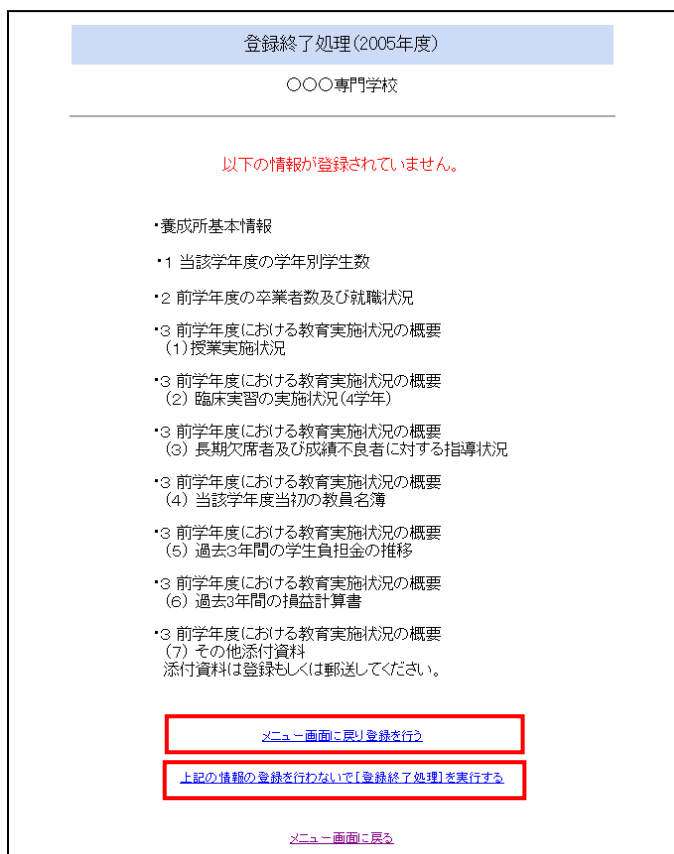 登録終了処理(2005年度)
○○○専門学校
以下の情報が登録されていません。
・養成所基本情報
・1 当該学年度の学年別学生数
・2 前学年度の卒業者数及び就職状況
・3 前学年度における教育実施状況の概要
(1)授業実施状況
・3 前学年度における教育実施状況の概要
(2) 臨床実習の実施状況(4学年)
・3 前学年度における教育実施状況の概要
(3) 長期欠席者及び成績不良者に対する指導状況
・3 前学年度における教育実施状況の概要
(4) 当該学年度当初の教員名簿
・3 前学年度における教育実施状況の概要
(5) 過去3年間の学生負担金の推移
・3 前学年度における教育実施状況の概要
(6) 過去3年間の損益計算書
・3 前学年度における教育実施状況の概要
(7) その他添付資料
添付資料は登録もしくは郵送してください。
メニュー画面に戻り登録を行う
上記の情報の登録を行わないで[登録終了処理]を実行する
メニュー画面に戻る